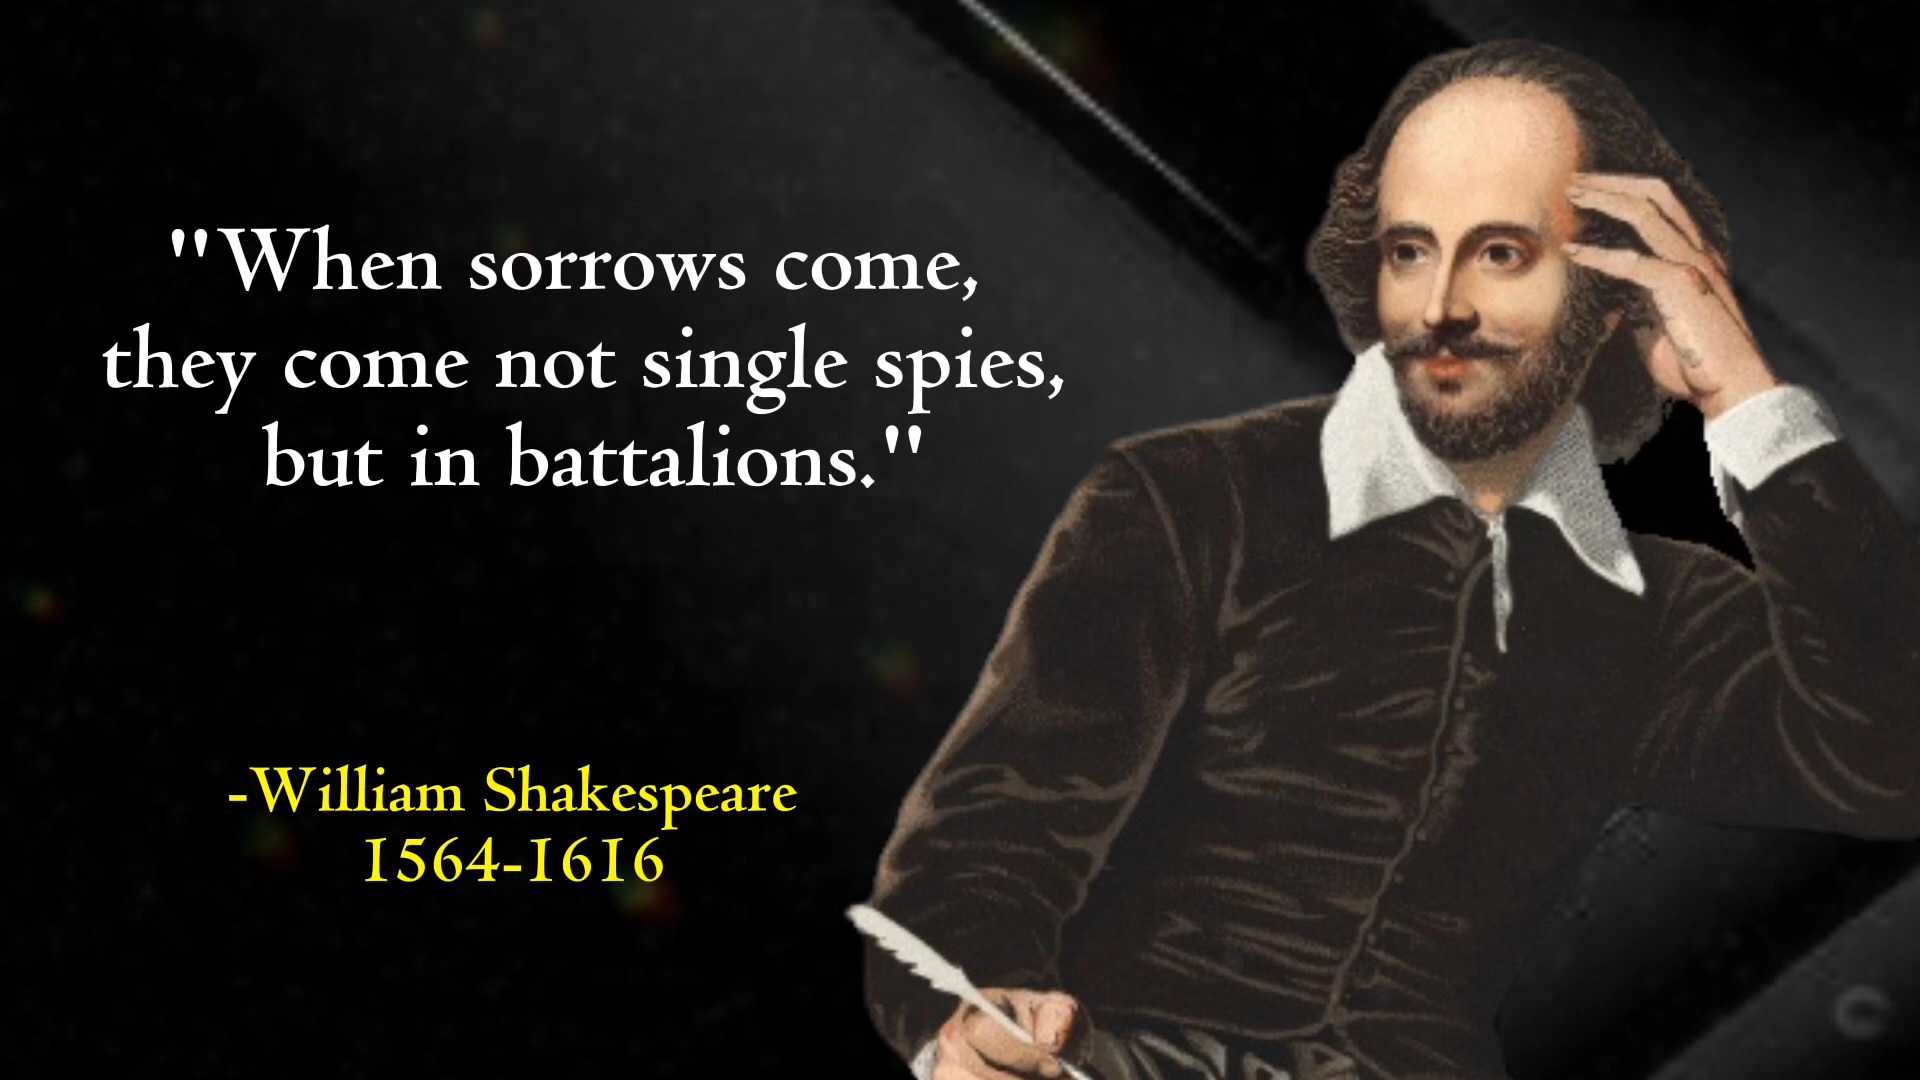 "When sorrows come,
they come not single spies,
but in battalions."
-William Shakespeare
1564-1616